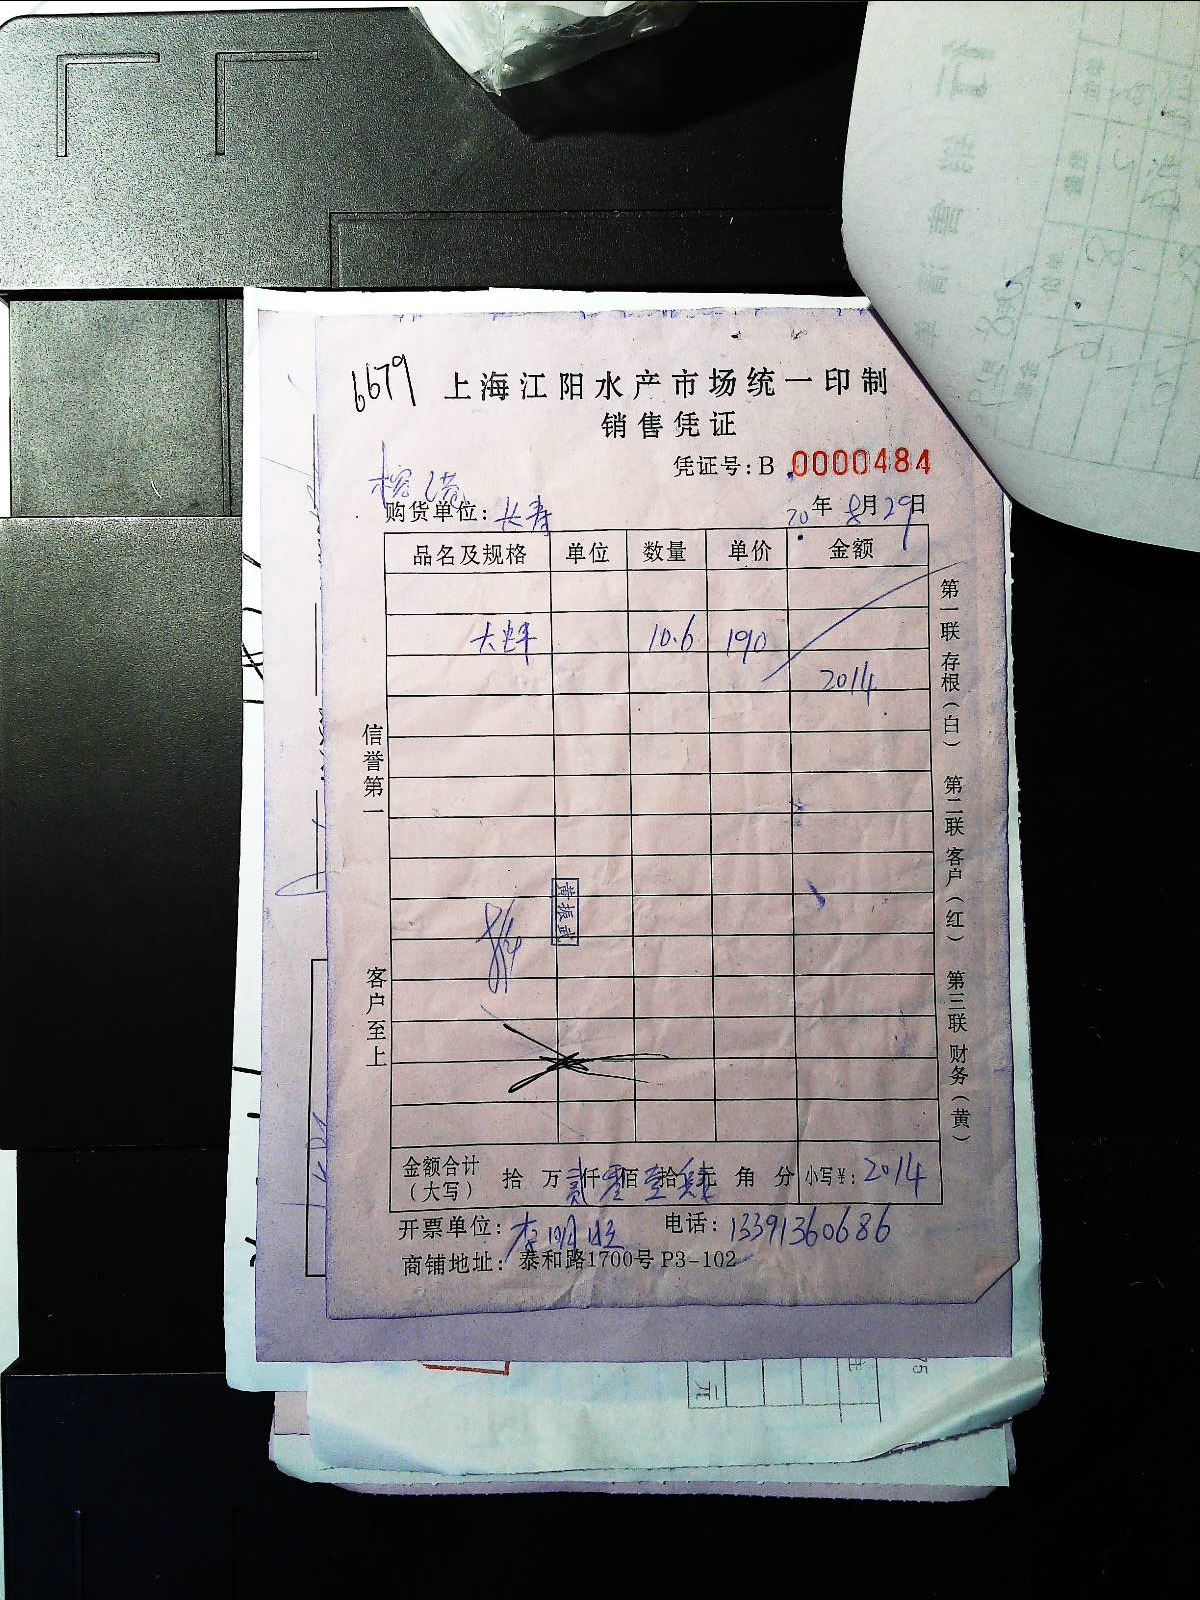 6679
上海江阳水产市场统一印制
销售凭证
凭证号:B 0000484
购货单位: 长寿
20年 8月29日
品名及规格 单位 数量 单价 金额
大蚌 10.6 190
2014
信誉第一
客户至上
第一联 存根(白) 第二联 客户(红) 第三联 财务(黄)
黄振武
金额合计(大写) 拾 万 贰仟 零佰 壹拾 肆元 角 分 小写¥: 2014
开票单位: 李明旺 电话: 13391360686
商铺地址: 泰和路1700号 P3-102